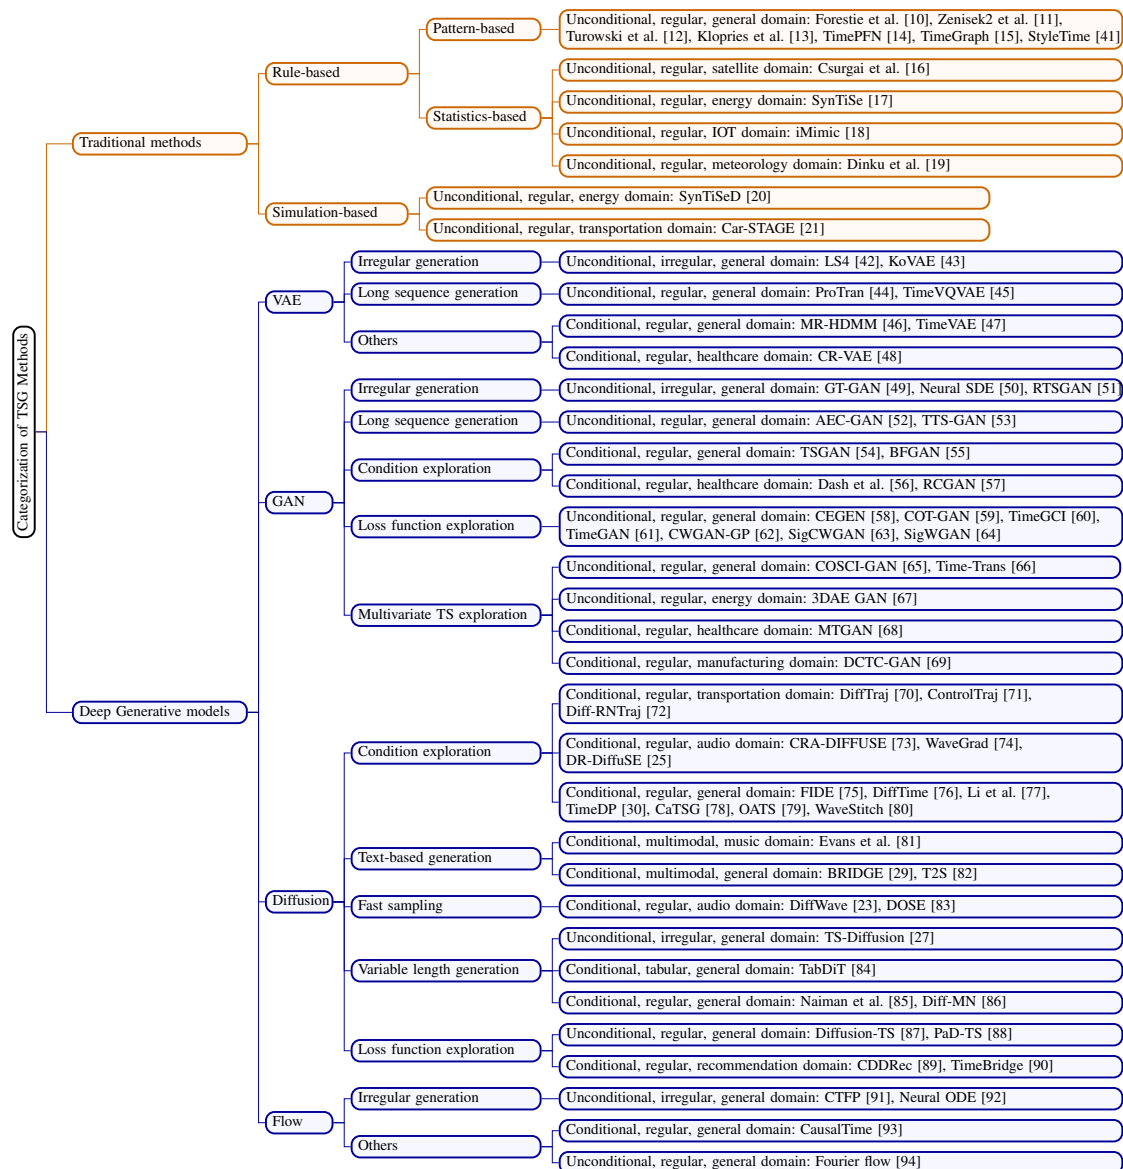 Categorization of TSG Methods
Traditional methods
Rule-based
Pattern-based
Unconditional, regular, general domain: Forestie et al. [10], Zenisek2 et al. [11],
Turowski et al. [12], Klopries et al. [13], TimePFN [14], TimeGraph [15], StyleTime [41]
Statistics-based
Unconditional, regular, satellite domain: Csurgai et al. [16]
Unconditional, regular, energy domain: SynTiSe [17]
Unconditional, regular, IOT domain: iMimic [18]
Unconditional, regular, meteorology domain: Dinku et al. [19]
Simulation-based
Unconditional, regular, energy domain: SynTiSeD [20]
Unconditional, regular, transportation domain: Car-STAGE [21]
Deep Generative models
VAE
Irregular generation
Unconditional, irregular, general domain: LS4 [42], KoVAE [43]
Long sequence generation
Unconditional, regular, general domain: ProTran [44], TimeVQVAE [45]
Others
Conditional, regular, general domain: MR-HDMM [46], TimeVAE [47]
Conditional, regular, healthcare domain: CR-VAE [48]
GAN
Irregular generation
Unconditional, irregular, general domain: GT-GAN [49], Neural SDE [50], RTSGAN [51]
Long sequence generation
Unconditional, regular, general domain: AEC-GAN [52], TTS-GAN [53]
Condition exploration
Conditional, regular, general domain: TSGAN [54], BFGAN [55]
Conditional, regular, healthcare domain: Dash et al. [56], RCGAN [57]
Loss function exploration
Unconditional, regular, general domain: CEGEN [58], COT-GAN [59], TimeGCI [60],
TimeGAN [61], CWGAN-GP [62], SigCWGAN [63], SigWGAN [64]
Multivariate TS exploration
Unconditional, regular, general domain: COSCI-GAN [65], Time-Trans [66]
Unconditional, regular, energy domain: 3DAE GAN [67]
Conditional, regular, healthcare domain: MTGAN [68]
Conditional, regular, manufacturing domain: DCTC-GAN [69]
Diffusion
Condition exploration
Conditional, regular, transportation domain: DiffTraj [70], ControlTraj [71],
Diff-RNTraj [72]
Conditional, regular, audio domain: CRA-DIFFUSE [73], WaveGrad [74],
DR-DiffuSE [25]
Conditional, regular, general domain: FIDE [75], DiffTime [76], Li et al. [77],
TimeDP [30], CaTSG [78], OATS [79], WaveStitch [80]
Text-based generation
Conditional, multimodal, music domain: Evans et al. [81]
Conditional, multimodal, general domain: BRIDGE [29], T2S [82]
Fast sampling
Conditional, regular, audio domain: DiffWave [23], DOSE [83]
Variable length generation
Unconditional, irregular, general domain: TS-Diffusion [27]
Conditional, tabular, general domain: TabDiT [84]
Conditional, regular, general domain: Naiman et al. [85], Diff-MN [86]
Loss function exploration
Unconditional, regular, general domain: Diffusion-TS [87], PaD-TS [88]
Conditional, regular, recommendation domain: CDDRec [89], TimeBridge [90]
Flow
Irregular generation
Unconditional, irregular, general domain: CTFP [91], Neural ODE [92]
Others
Conditional, regular, general domain: CausalTime [93]
Unconditional, regular, general domain: Fourier flow [94]